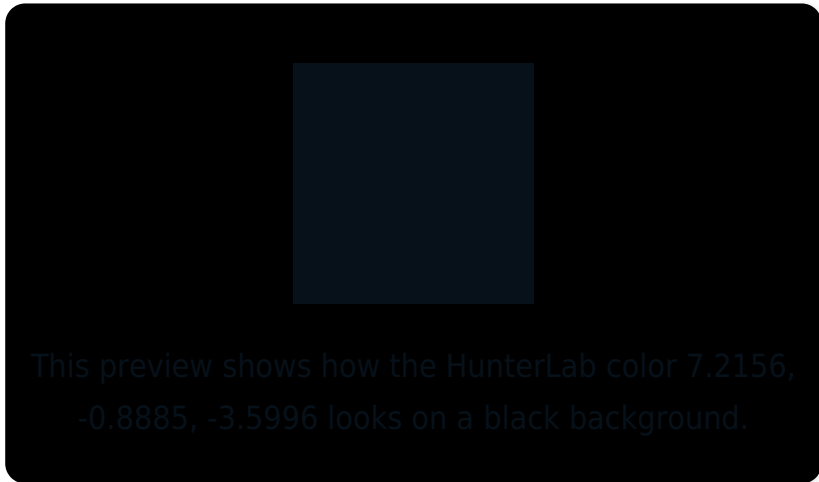 This preview shows how the HunterLab color 7.2156,
-0.8885, -3.5996 looks on a black background.